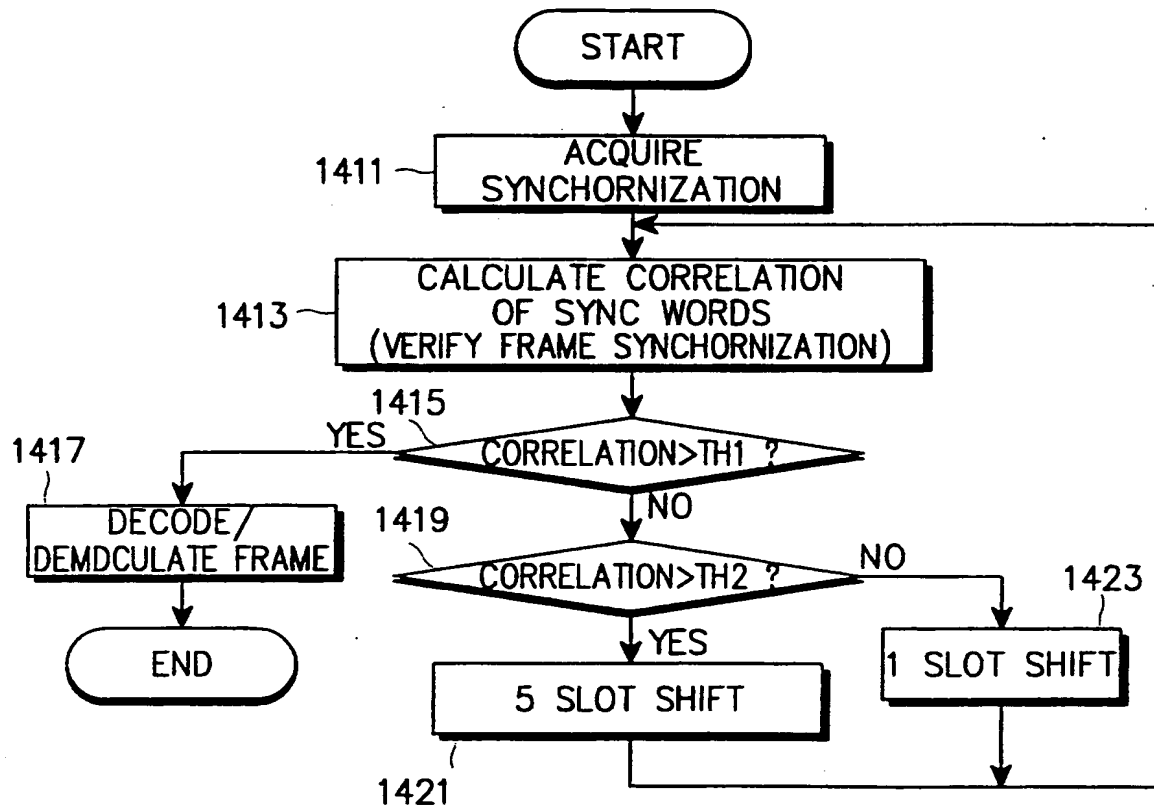 START
1411
ACQUIRE
SYNCHORNIZATION
1413
CALCULATE CORRELATION
OF SYNC WORDS
(VERIFY FRAME SYNCHORNIZATION)
1415
YES
CORRELATION>TH1 ?
1417
NO
DECODE/
DEMDCULATE FRAME
1419
CORRELATION>TH2 ?
NO
1423
YES
END
5 SLOT SHIFT
1 SLOT SHIFT
1421